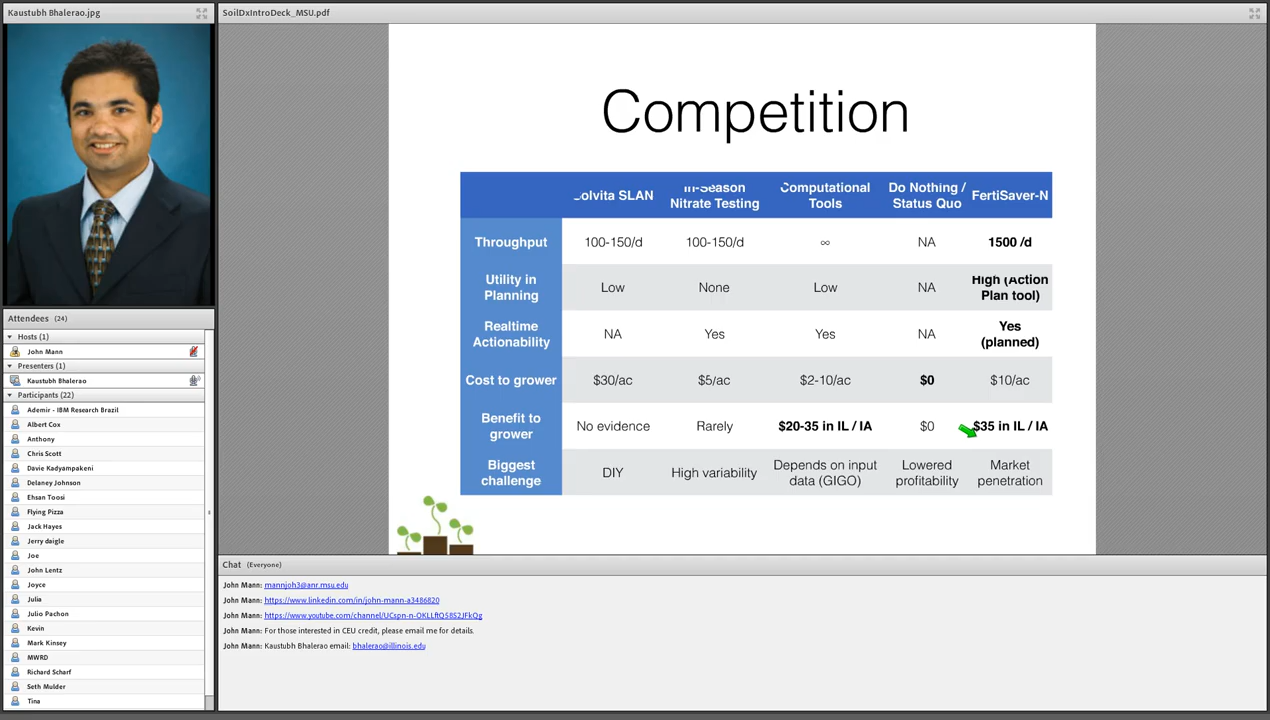 Kaustubh Bhalerao.jpg
SoilDxIntroDeck_MSU.pdf
Competition
Solvita SLAN
In-Season
Nitrate Testing
Computational
Tools
Do Nothing /
Status Quo
FertiSaver-N
Throughput
100-150/d
100-150/d
∞
NA
1500 /d
Utility in
Planning
Low
None
Low
NA
High (Action
Plan tool)
Realtime
Actionability
NA
Yes
Yes
NA
Yes
(planned)
Cost to grower
$30/ac
$5/ac
$2-10/ac
$0
$10/ac
Benefit to
grower
No evidence
Rarely
$20-35 in IL / IA
$0
$35 in IL / IA
Biggest
challenge
DIY
High variability
Depends on input
data (GIGO)
Lowered
profitability
Market
penetration
Attendees (24)
Hosts (1)
John Mann
Presenters (1)
Kaustubh Bhalerao
Participants (22)
Ademir - IBM Research Brazil
Albert Cox
Anthony
Chris Scott
Davie Kadyampakeni
Delaney Johnson
Ehsan Toosi
Flying Pizza
Jack Hayes
Jerry daigle
Joe
John Lentz
Joyce
Julia
Julio Pachon
Kevin
Mark Kinsey
MWRD
Richard Scharf
Seth Mulder
Tina
Chat (Everyone)
John Mann: mannjoh3@anr.msu.edu
John Mann: https://www.linkedin.com/in/john-mann-a3486820
John Mann: https://www.youtube.com/channel/UCspn-n-OKLLftQ58S2JFkQg
John Mann: For those interested in CEU credit, please email me for details.
John Mann: Kaustubh Bhalerao email: bhalerao@illinois.edu